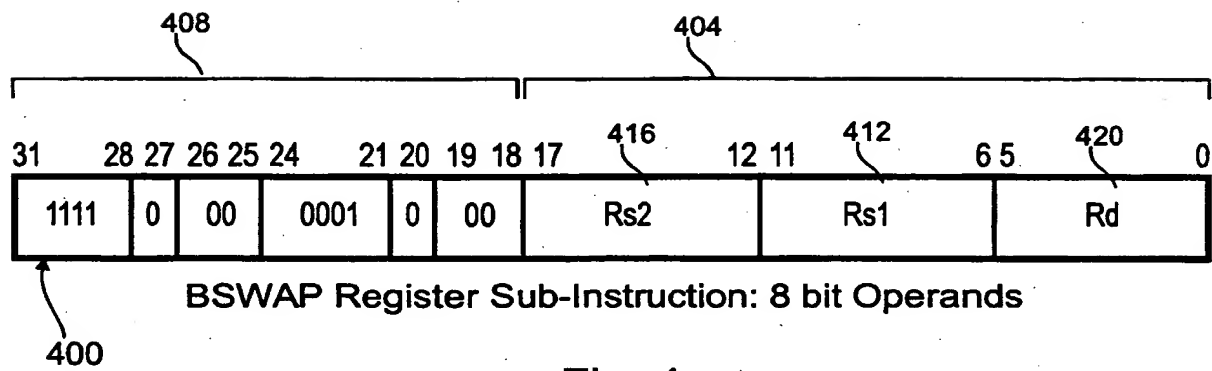 408 404
416 412 420
31 28 27 26 25 24 21 20 19 18 17 12 11 6 5 0
1111 0 00 0001 0 00 Rs2 Rs1 Rd
BSWAP Register Sub-Instruction: 8 bit Operands
400